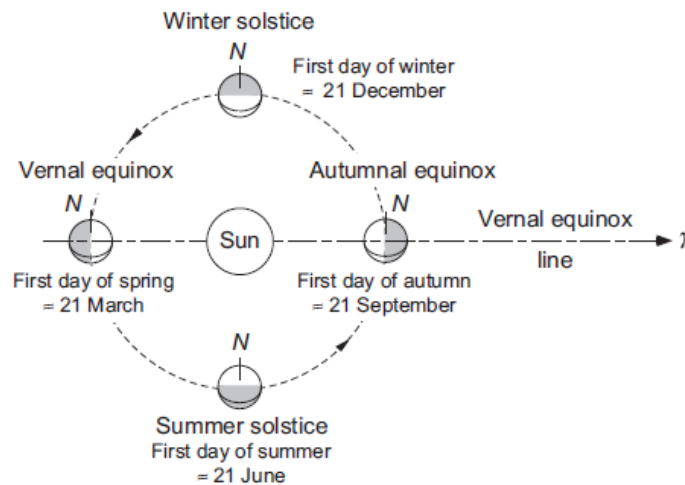 Winter solstice
N
First day of winter
≈ 21 December
Vernal equinox
Autumnal equinox
N
N
Vernal equinox
Sun
line
γ
First day of spring
≈ 21 March
First day of autumn
≈ 21 September
N
Summer solstice
First day of summer
≈ 21 June